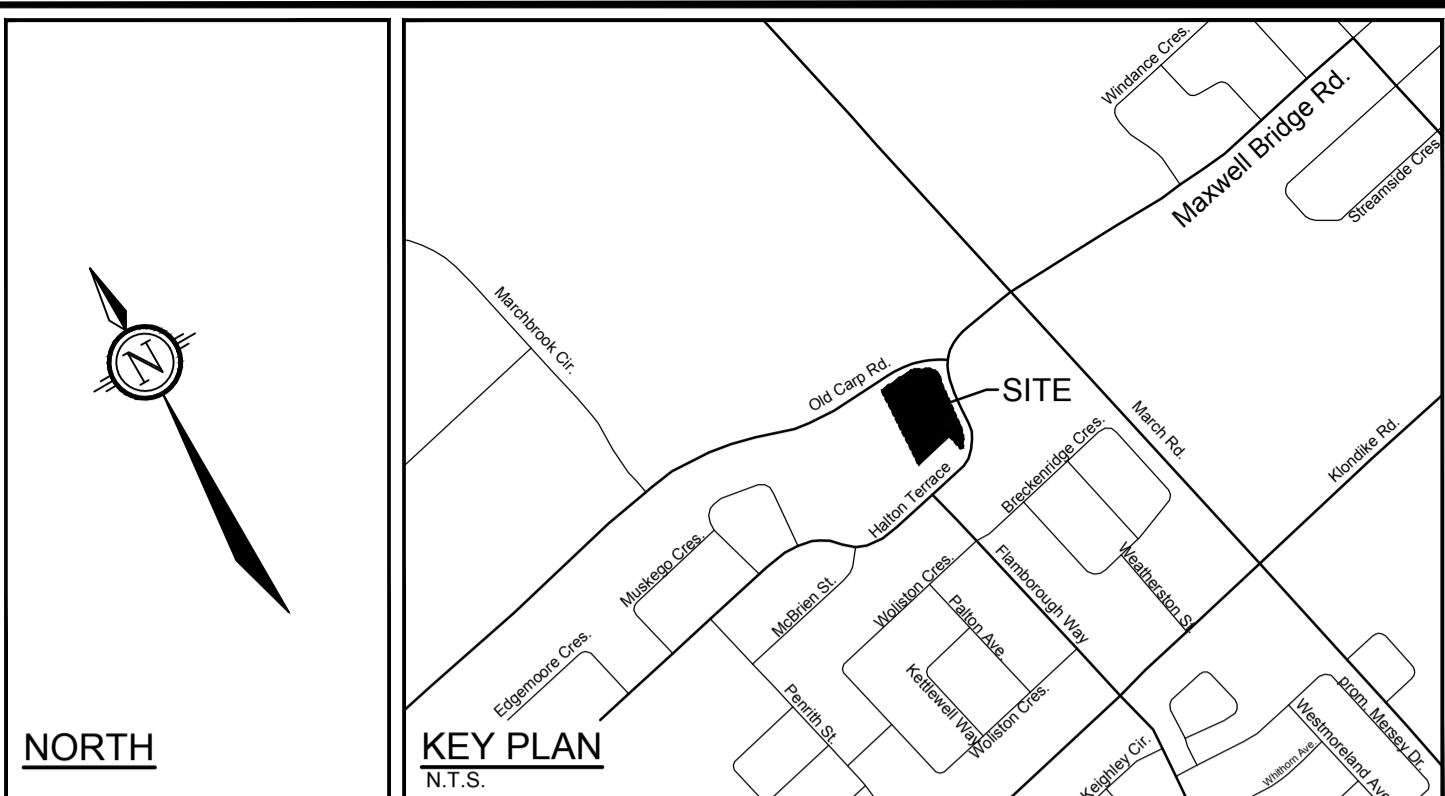 N
NORTH
KEY PLAN
N.T.S.
Windance Cres.
Maxwell Bridge Rd.
Streamside Cres.
Marchbrook Cir.
Old Carp Rd.
SITE
March Rd.
Klondike Rd.
Breckenridge Cres.
Halton Terrace
Muskego Cres.
McBrien St.
Woliston Cres.
Flamborough Way
Weatherston St.
Palton Ave.
Edgemoore Cres.
Kettlewell Way
Woliston Cres.
Penrith St.
Keighley Cir.
Whithorn Ave.
Westmoreland Ave
prom. Mersey Dr.